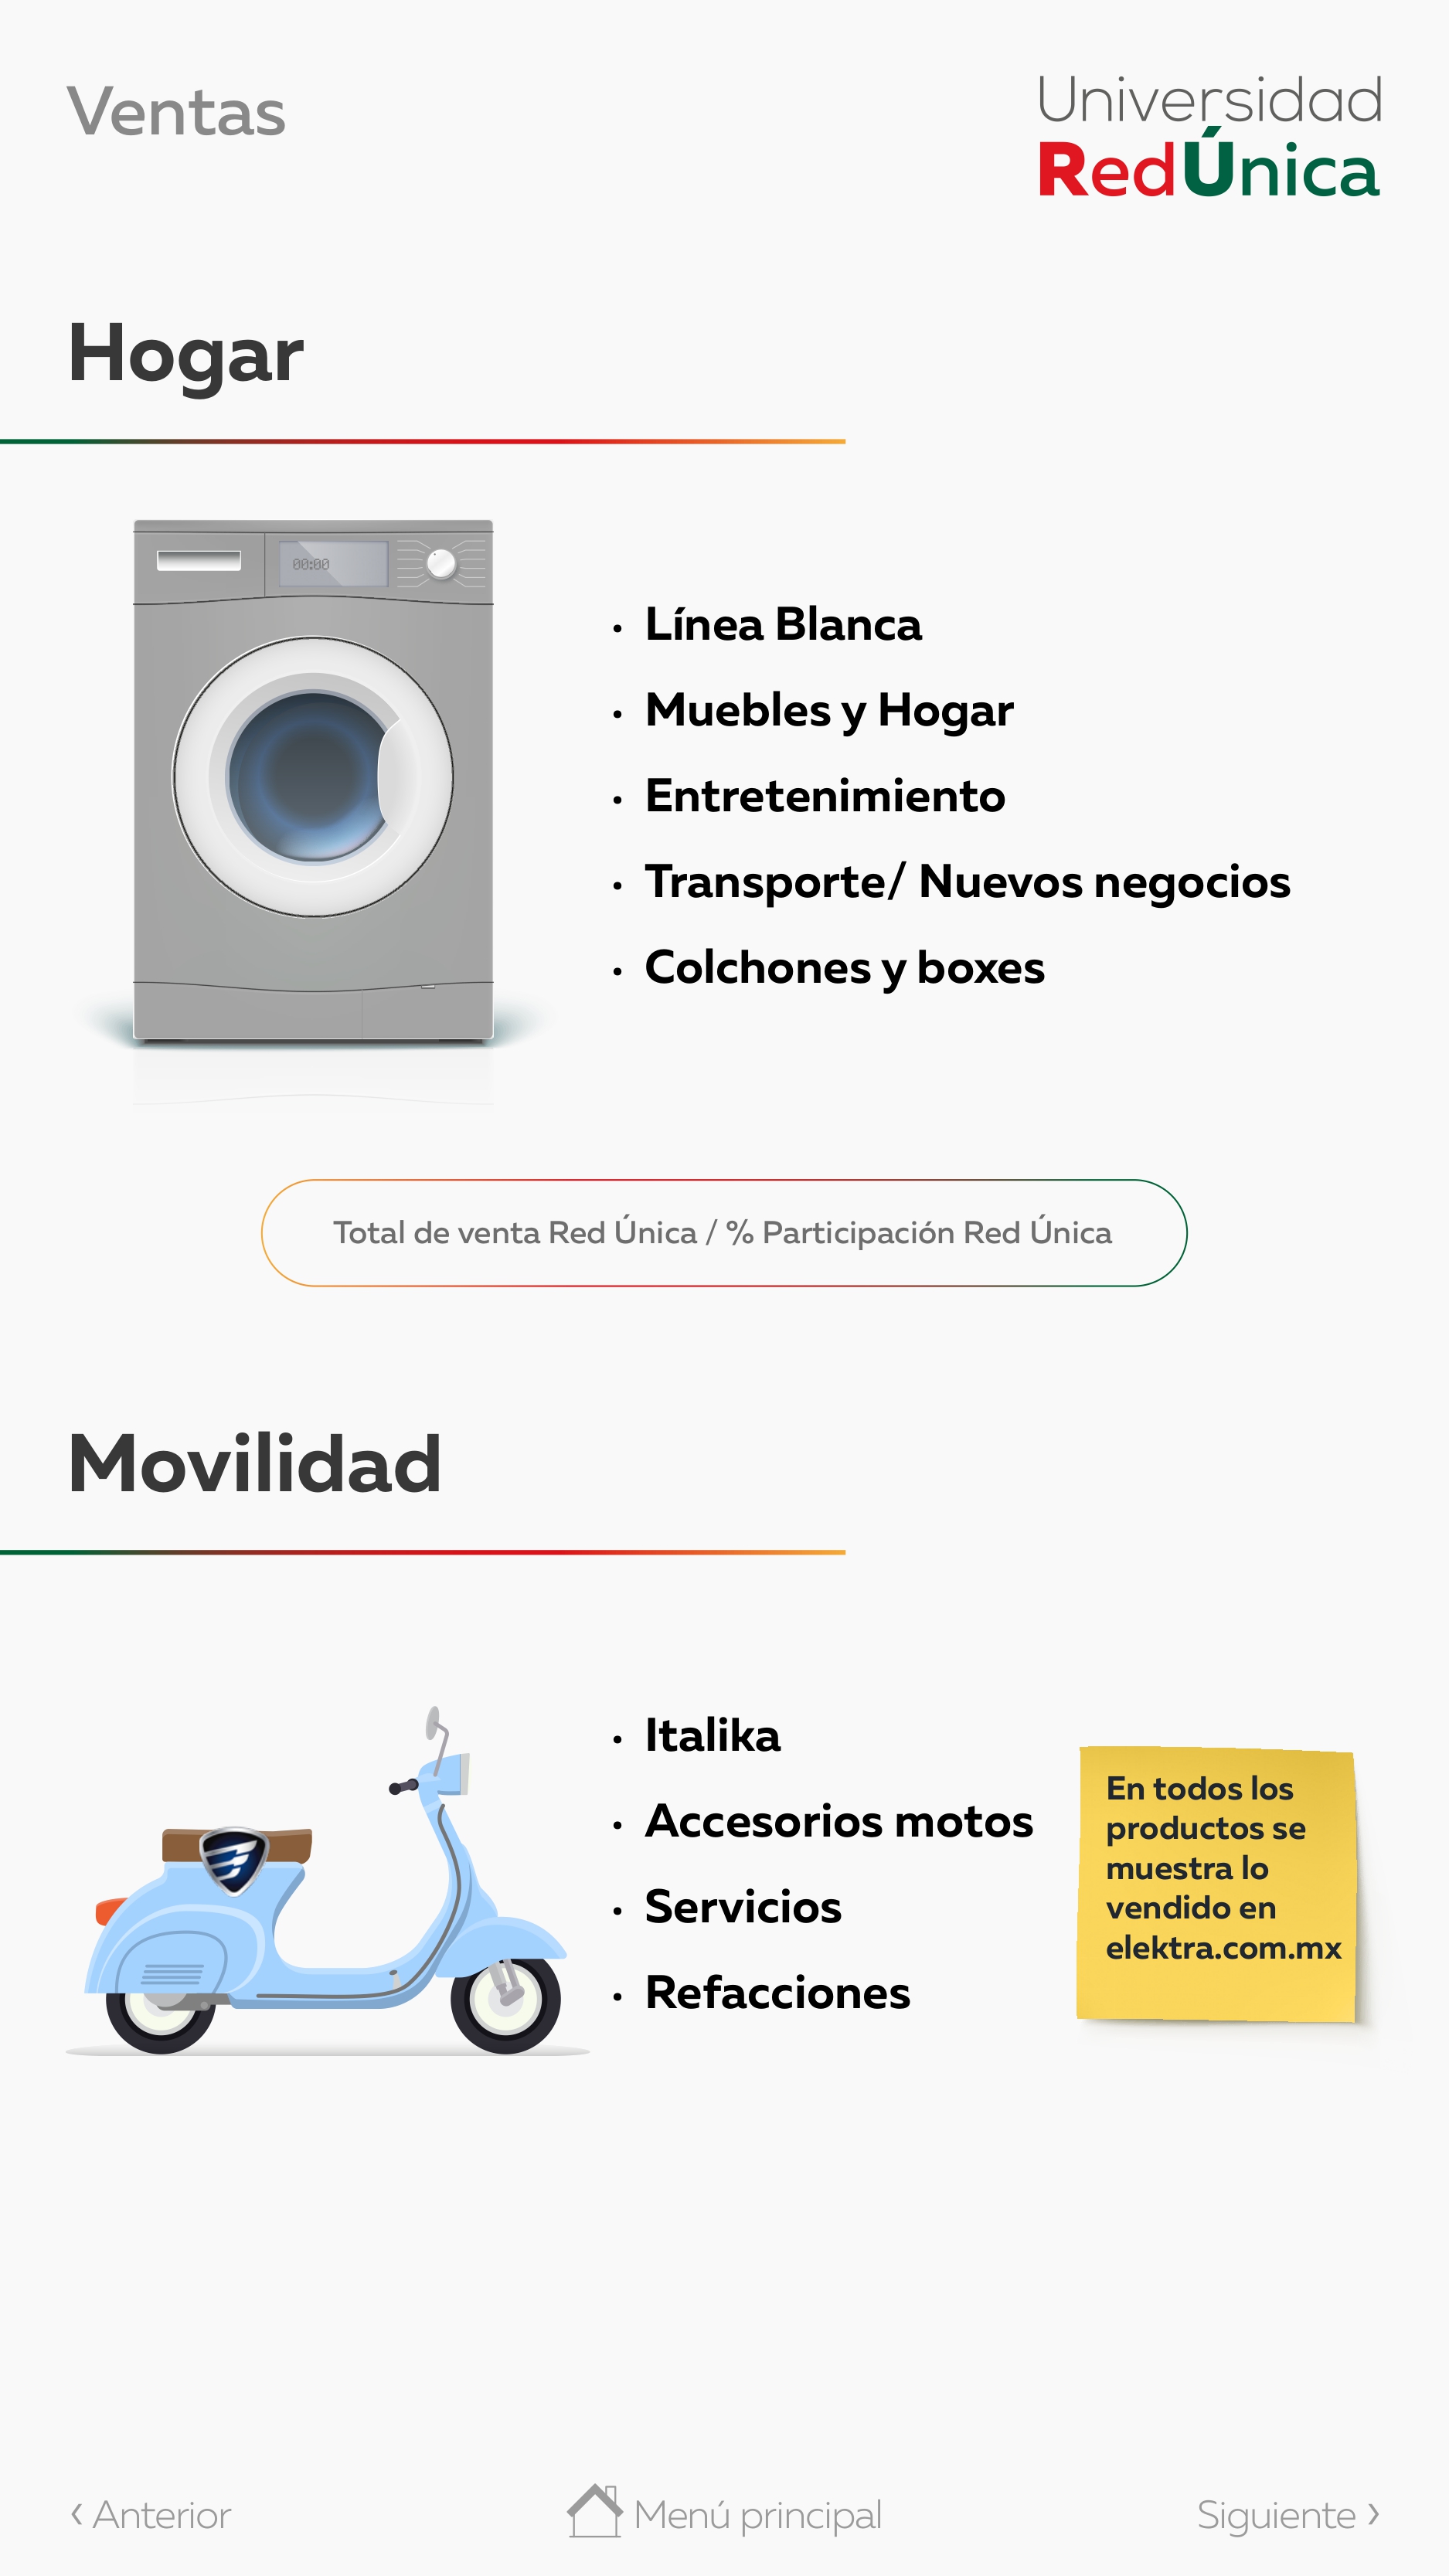 Ventas
Universidad
RedÚnica
Hogar
00:00
• Línea Blanca
• Muebles y Hogar
• Entretenimiento
• Transporte/ Nuevos negocios
• Colchones y boxes
Total de venta Red Única / % Participación Red Única
Movilidad
• Italika
• Accesorios motos
• Servicios
• Refacciones
En todos los
productos se
muestra lo
vendido en
elektra.com.mx
‹ Anterior
Menú principal
Siguiente ›